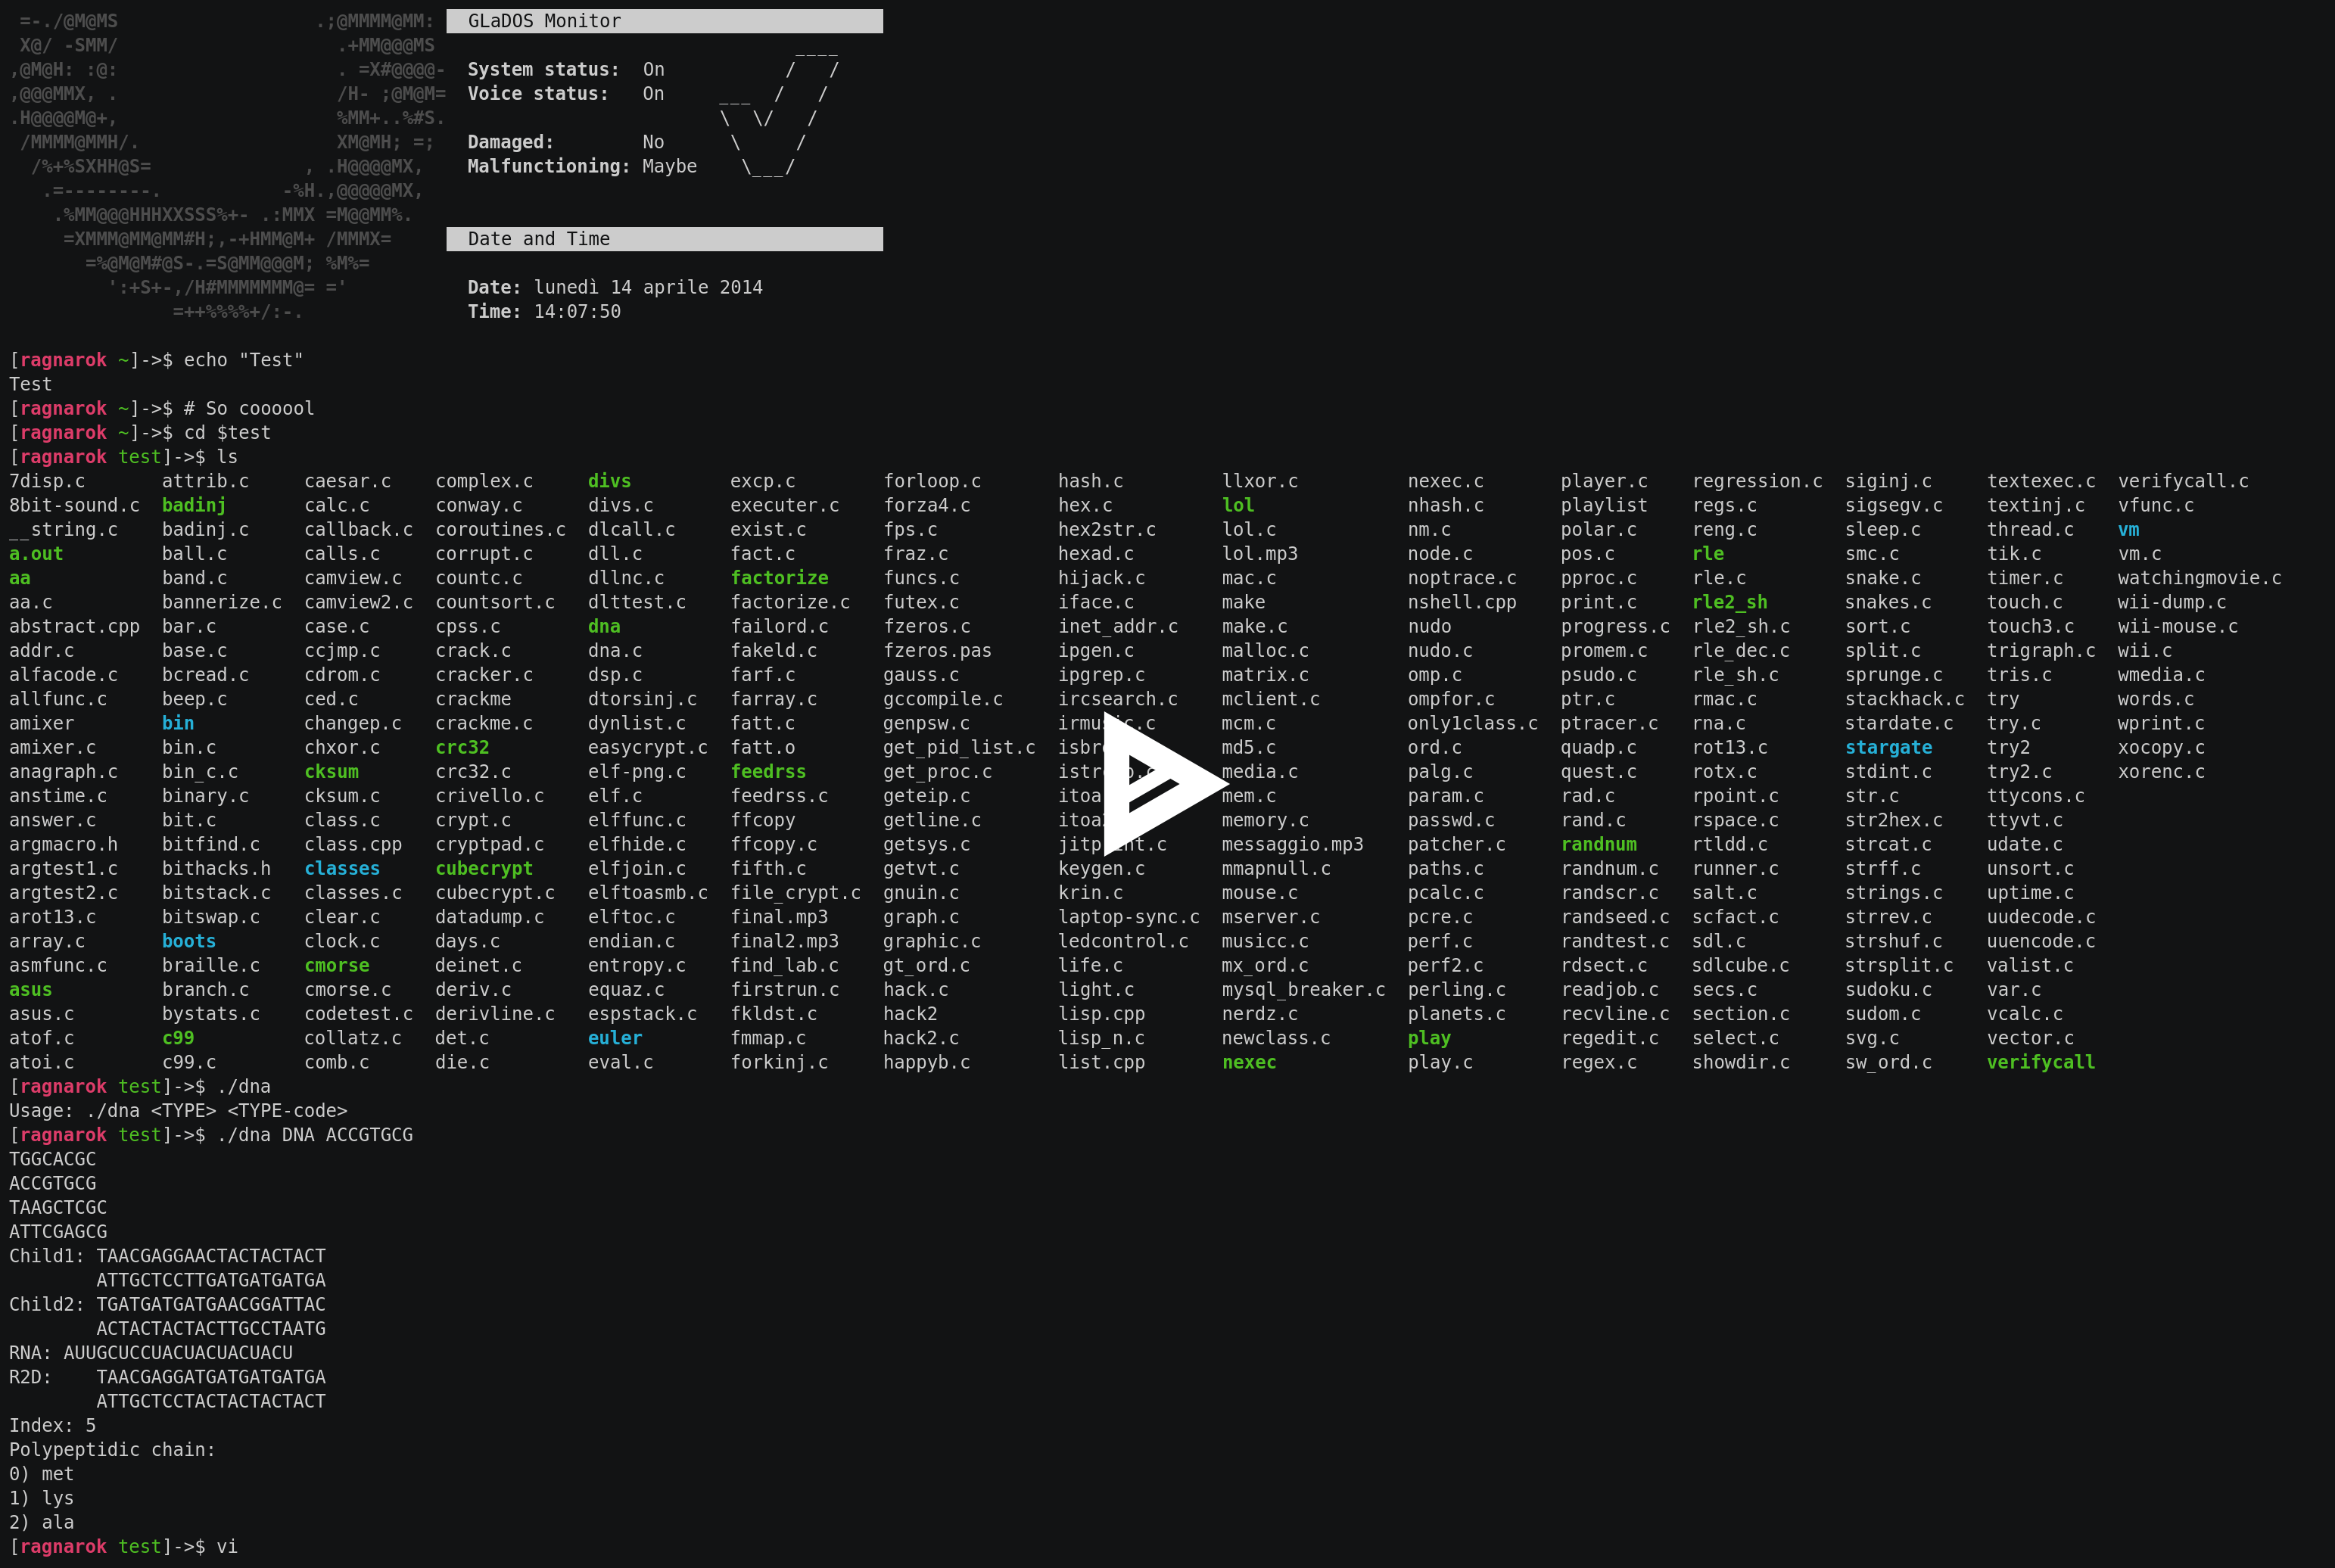 =-./@M@MS .;@MMMM@MM: GLaDOS Monitor
X@/ -SMM/ .+MM@@@MS ____
,@M@H: :@: . =X#@@@@- System status: On / /
,@@@MMX, . /H- ;@M@M= Voice status: On ___ / /
.H@@@@M@+, %MM+..%#S. \ \/ /
/MMMM@MMH/. XM@MH; =; Damaged: No \ /
/%+%SXHH@S= , .H@@@@MX, Malfunctioning: Maybe \___/
.=--------. -%H.,@@@@@MX,
.%MM@@@HHHXXSSS%+- .:MMX =M@@MM%.
=XMMM@MM@MM#H;,-+HMM@M+ /MMMX= Date and Time
=%@M@M#@S-.=S@MM@@@M; %M%=
':+S+-,/H#MMMMMMM@= =' Date: lunedì 14 aprile 2014
=++%%%%+/:-. Time: 14:07:50
[ragnarok ~]->$ echo "Test"
Test
[ragnarok ~]->$ # So coooool
[ragnarok ~]->$ cd $test
[ragnarok test]->$ ls
7disp.c attrib.c caesar.c complex.c divs excp.c forloop.c hash.c llxor.c nexec.c player.c regression.c siginj.c textexec.c verifycall.c
8bit-sound.c badinj calc.c conway.c divs.c executer.c forza4.c hex.c lol nhash.c playlist regs.c sigsegv.c textinj.c vfunc.c
__string.c badinj.c callback.c coroutines.c dlcall.c exist.c fps.c hex2str.c lol.c nm.c polar.c reng.c sleep.c thread.c vm
a.out ball.c calls.c corrupt.c dll.c fact.c fraz.c hexad.c lol.mp3 node.c pos.c rle smc.c tik.c vm.c
aa band.c camview.c countc.c dllnc.c factorize funcs.c hijack.c mac.c noptrace.c pproc.c rle.c snake.c timer.c watchingmovie.c
aa.c bannerize.c camview2.c countsort.c dlttest.c factorize.c futex.c iface.c make nshell.cpp print.c rle2_sh snakes.c touch.c wii-dump.c
abstract.cpp bar.c case.c cpss.c dna failord.c fzeros.c inet_addr.c make.c nudo progress.c rle2_sh.c sort.c touch3.c wii-mouse.c
addr.c base.c ccjmp.c crack.c dna.c fakeld.c fzeros.pas ipgen.c malloc.c nudo.c promem.c rle_dec.c split.c trigraph.c wii.c
alfacode.c bcread.c cdrom.c cracker.c dsp.c farf.c gauss.c ipgrep.c matrix.c omp.c psudo.c rle_sh.c sprunge.c tris.c wmedia.c
allfunc.c beep.c ced.c crackme dtorsinj.c farray.c gccompile.c ircsearch.c mclient.c ompfor.c ptr.c rmac.c stackhack.c try words.c
amixer bin changep.c crackme.c dynlist.c fatt.c genpsw.c mcm.c only1class.c ptracer.c rna.c stardate.c try.c wprint.c
amixer.c bin.c chxor.c crc32 easycrypt.c fatt.o get_pid_list.c md5.c ord.c quadp.c rot13.c stargate try2 xocopy.c
anagraph.c bin_c.c cksum crc32.c elf-png.c feedrss get_proc.c media.c palg.c quest.c rotx.c stdint.c try2.c xorenc.c
anstime.c binary.c cksum.c crivello.c elf.c feedrss.c geteip.c mem.c param.c rad.c rpoint.c str.c ttycons.c
answer.c bit.c class.c crypt.c elffunc.c ffcopy getline.c memory.c passwd.c rand.c rspace.c str2hex.c ttyvt.c
argmacro.h bitfind.c class.cpp cryptpad.c elfhide.c ffcopy.c getsys.c messaggio.mp3 patcher.c randnum rtldd.c strcat.c udate.c
argtest1.c bithacks.h classes cubecrypt elfjoin.c fifth.c getvt.c keygen.c mmapnull.c paths.c randnum.c runner.c strff.c unsort.c
argtest2.c bitstack.c classes.c cubecrypt.c elftoasmb.c file_crypt.c gnuin.c krin.c mouse.c pcalc.c randscr.c salt.c strings.c uptime.c
arot13.c bitswap.c clear.c datadump.c elftoc.c final.mp3 graph.c laptop-sync.c mserver.c pcre.c randseed.c scfact.c strrev.c uudecode.c
array.c boots clock.c days.c endian.c final2.mp3 graphic.c ledcontrol.c musicc.c perf.c randtest.c sdl.c strshuf.c uuencode.c
asmfunc.c braille.c cmorse deinet.c entropy.c find_lab.c gt_ord.c life.c mx_ord.c perf2.c rdsect.c sdlcube.c strsplit.c valist.c
asus branch.c cmorse.c deriv.c equaz.c firstrun.c hack.c light.c mysql_breaker.c perling.c readjob.c secs.c sudoku.c var.c
asus.c bystats.c codetest.c derivline.c espstack.c fkldst.c hack2 lisp.cpp nerdz.c planets.c recvline.c section.c sudom.c vcalc.c
atof.c c99 collatz.c det.c euler fmmap.c hack2.c lisp_n.c newclass.c play regedit.c select.c svg.c vector.c
atoi.c c99.c comb.c die.c eval.c forkinj.c happyb.c list.cpp nexec play.c regex.c showdir.c sw_ord.c verifycall
[ragnarok test]->$ ./dna
Usage: ./dna <TYPE> <TYPE-code>
[ragnarok test]->$ ./dna DNA ACCGTGCG
TGGCACGC
ACCGTGCG
TAAGCTCGC
ATTCGAGCG
Child1: TAACGAGGAACTACTACTACT
ATTGCTCCTTGATGATGATGA
Child2: TGATGATGATGAACGGATTAC
ACTACTACTACTTGCCTAATG
RNA: AUUGCUCCUACUACUACUACU
R2D: TAACGAGGATGATGATGATGA
ATTGCTCCTACTACTACTACT
Index: 5
Polypeptidic chain:
0) met
1) lys
2) ala
[ragnarok test]->$ vi